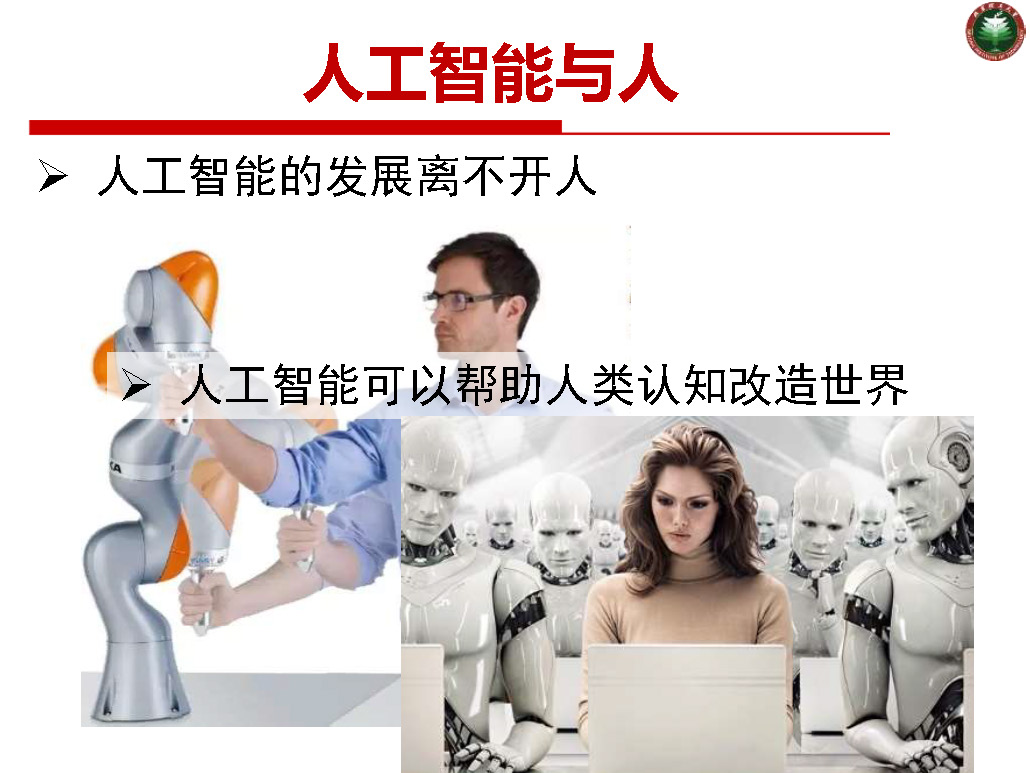 人工智能与人
➢ 人工智能的发展离不开人
➢ 人工智能可以帮助人类认知改造世界